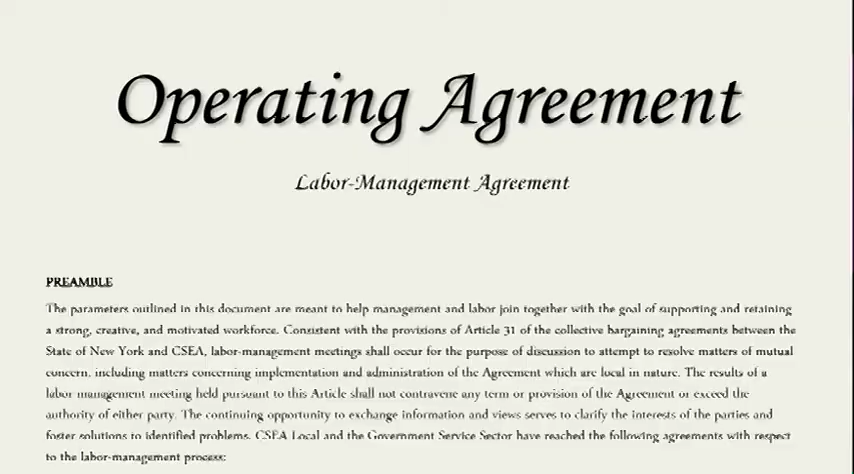 Operating Agreement
Labor-Management Agreement
PREAMBLE
The parameters outlined in this document are meant to help management and labor join together with the goal of supporting and retaining
a strong, creative, and motivated workforce. Consistent with the provisions of Article 31 of the collective bargaining agreements between the
State of New York and CSEA, labor-management meetings shall occur for the purpose of discussion to attempt to resolve matters of mutual
concern, including matters concerning implementation and administration of the Agreement which are local in nature. The results of a
labor management meeting held pursuant to this Article shall not contravene any term or provision of the Agreement or exceed the
authority of either party. The continuing opportunity to exchange information and views serves to clarify the interests of the parties and
foster solutions to identified problems. CSEA Local and the Government Service Sector have reached the following agreements with respect
to the labor-management process: